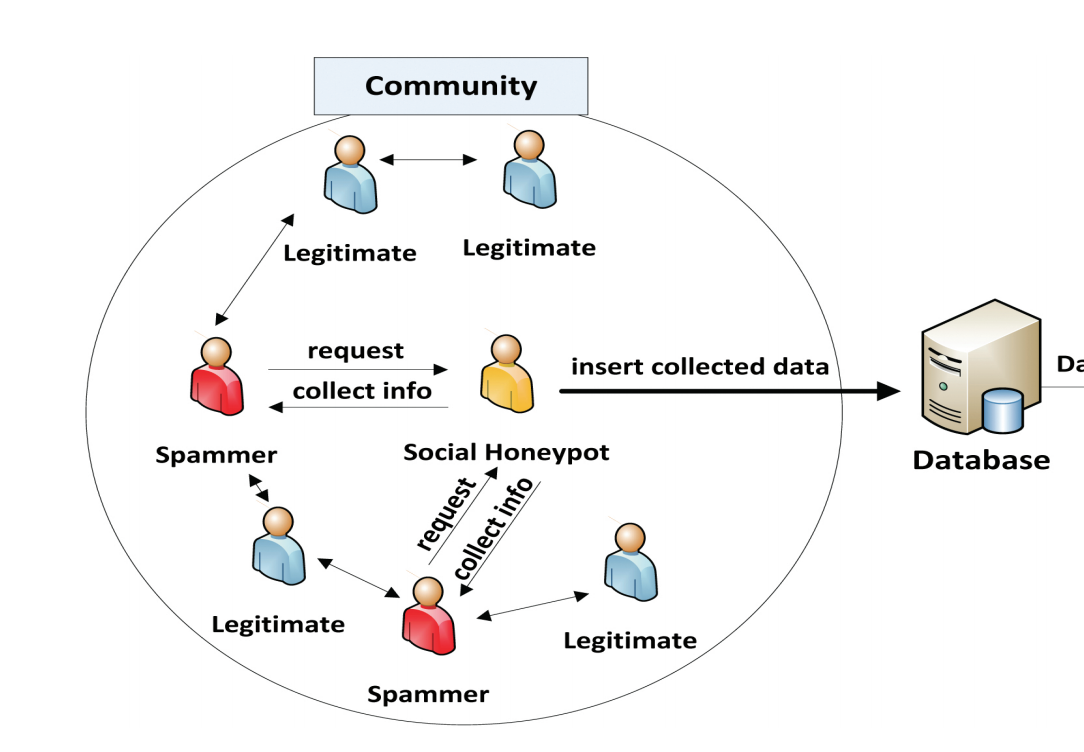 Community
Legitimate
Legitimate
request
collect info
insert collected data
Spammer
Social Honeypot
Database
request
collect info
Legitimate
Legitimate
Spammer